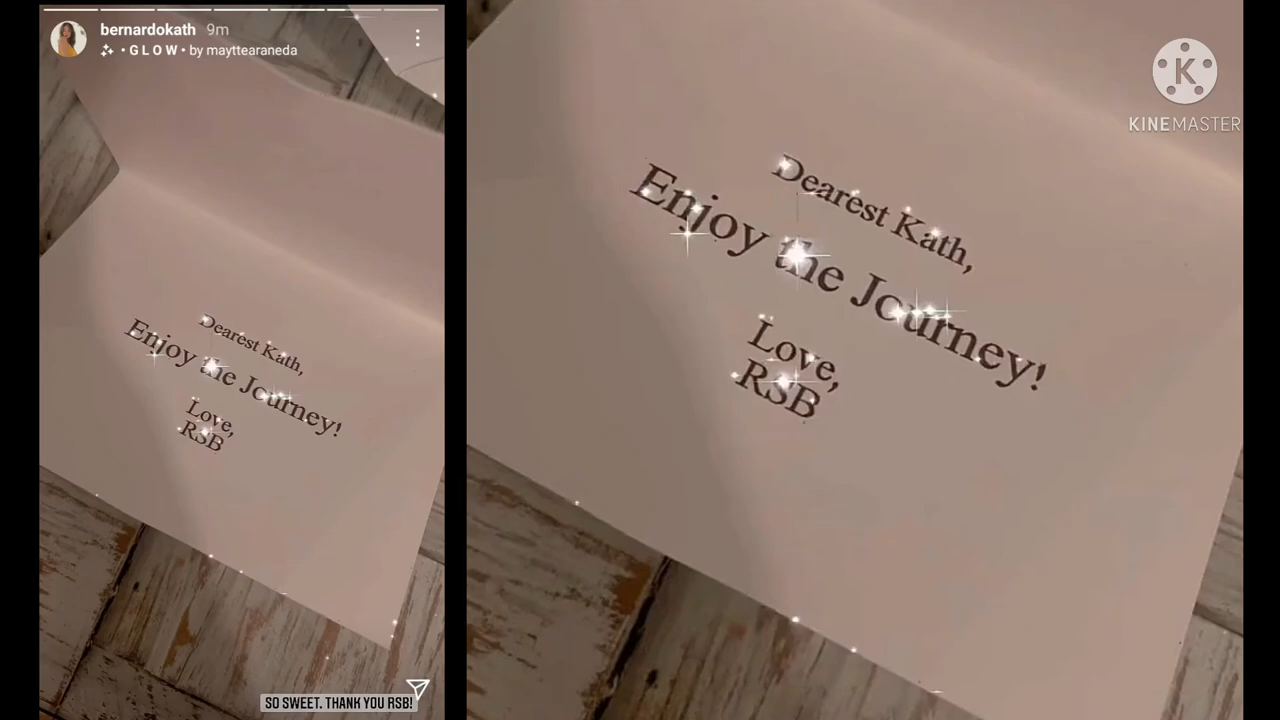 bernardokath 9m
• G L O W • by mayttearaneda
Dearest Kath,
Enjoy the Journey!
Love,
RSB
SO SWEET. THANK YOU RSB!
Dearest Kath,
Enjoy the Journey!
Love,
RSB
K
KINEMASTER